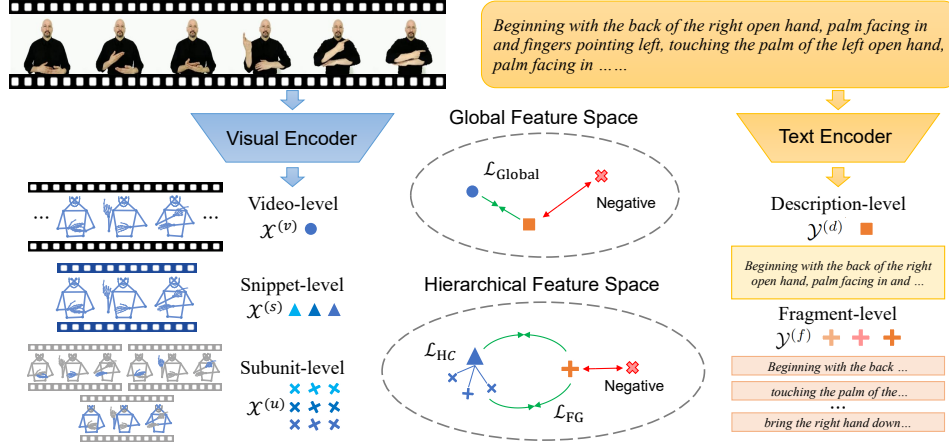 Beginning with the back of the right open hand, palm facing in
and fingers pointing left, touching the palm of the left open hand,
palm facing in ……
Visual Encoder
Global Feature Space
Text Encoder
ℒ_Global
Negative
Video-level
𝒳^(v)
Description-level
𝒴^(d)
...
...
Beginning with the back of the right
open hand, palm facing in and …
Snippet-level
𝒳^(s)
Hierarchical Feature Space
Fragment-level
𝒴^(f)
ℒ_HC
Negative
ℒ_FG
Subunit-level
𝒳^(u)
Beginning with the back …
touching the palm of the…
...
bring the right hand down…